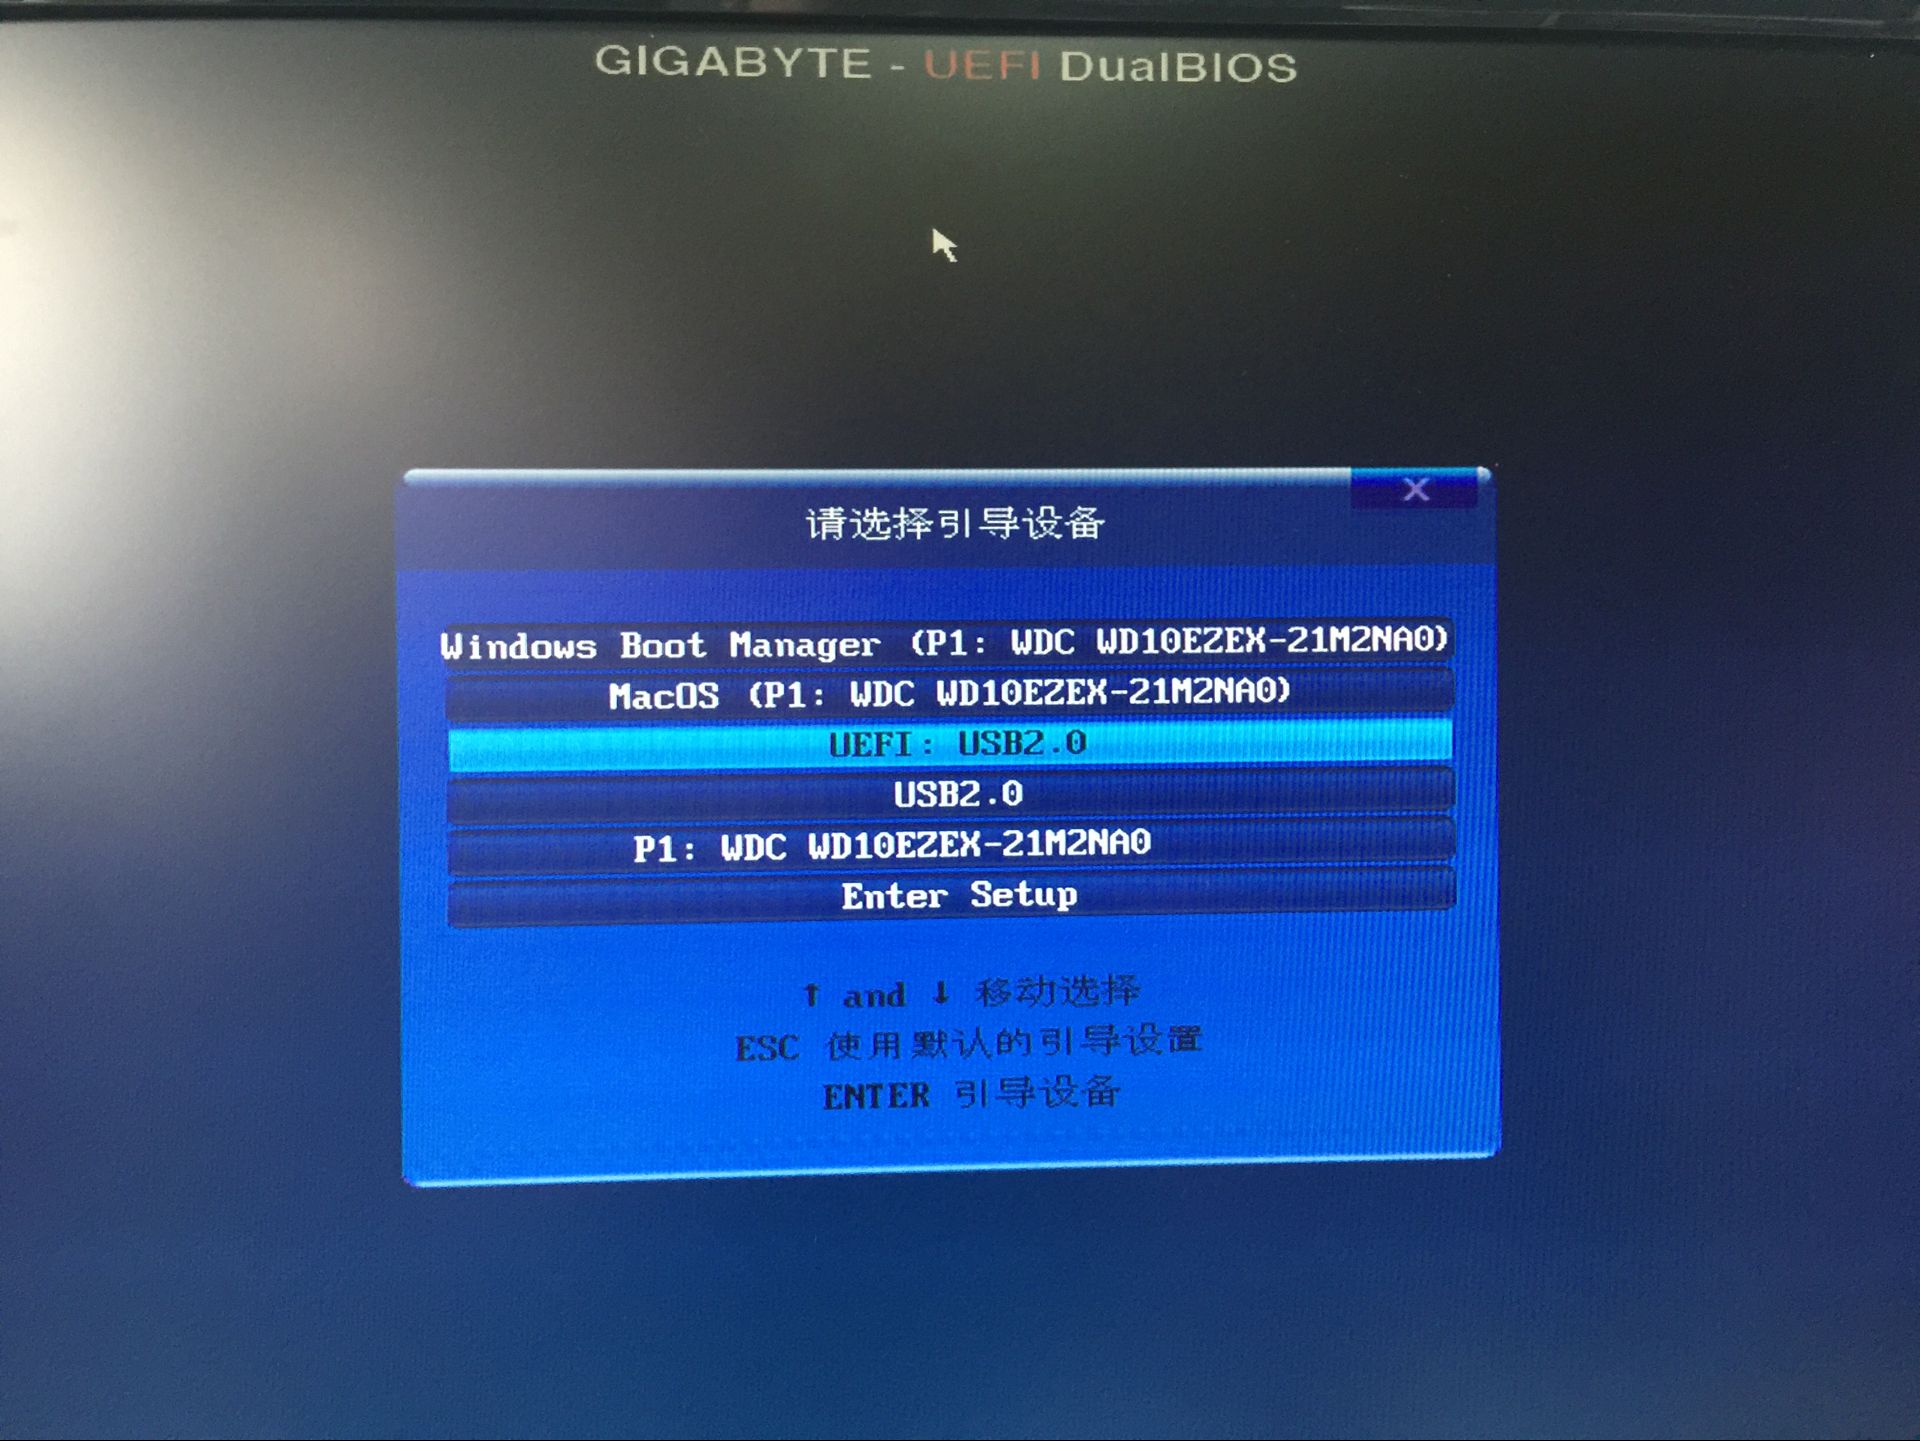 GIGABYTE - UEFI DualBIOS
X
请选择引导设备
Windows Boot Manager (P1: WDC WD10EZEX-21M2NA0)
MacOS (P1: WDC WD10EZEX-21M2NA0)
UEFI: USB2.0
USB2.0
P1: WDC WD10EZEX-21M2NA0
Enter Setup
↑ and ↓ 移动选择
ESC 使用默认的引导设置
ENTER 引导设备